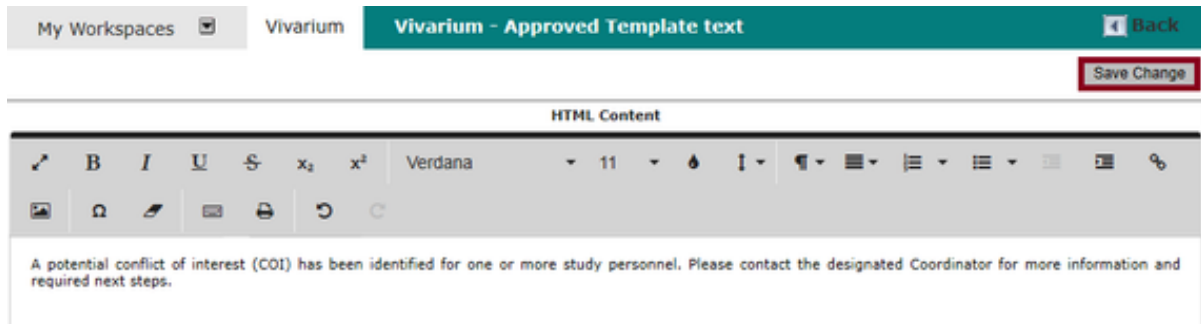 My Workspaces Vivarium Vivarium - Approved Template text Back
Save Change
HTML Content
B I U S x₂ x² Verdana 11 ¶
Ω
A potential conflict of interest (COI) has been identified for one or more study personnel. Please contact the designated Coordinator for more information and
required next steps.